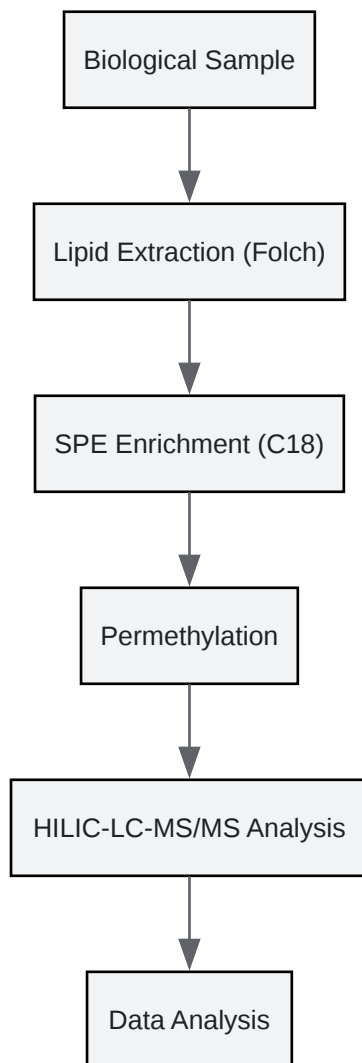 Biological Sample
Lipid Extraction (Folch)
SPE Enrichment (C18)
Permethylation
HILIC-LC-MS/MS Analysis
Data Analysis